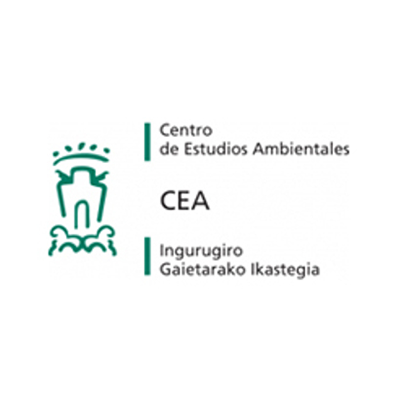 Centro
de Estudios Ambientales
CEA
Ingurugiro
Gaietarako Ikastegia